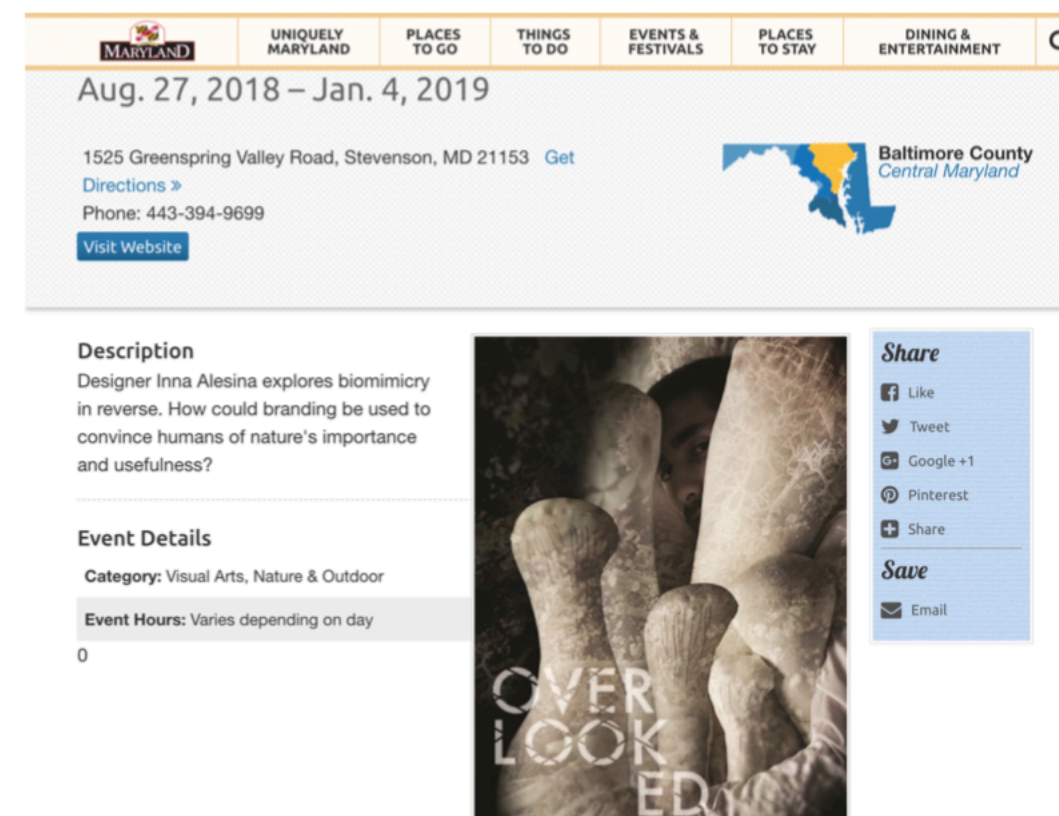 MARYLAND
UNIQUELY
MARYLAND
PLACES
TO GO
THINGS
TO DO
EVENTS &
FESTIVALS
PLACES
TO STAY
DINING &
ENTERTAINMENT
Aug. 27, 2018 – Jan. 4, 2019
1525 Greenspring Valley Road, Stevenson, MD 21153 Get
Directions »
Phone: 443-394-9699
Visit Website
Baltimore County
Central Maryland
Description
Designer Inna Alesina explores biomimicry
in reverse. How could branding be used to
convince humans of nature's importance
and usefulness?
Event Details
Category: Visual Arts, Nature & Outdoor
Event Hours: Varies depending on day
0
OVER
LOOK
ED
Share
Like
Tweet
Google +1
Pinterest
Share
Save
Email